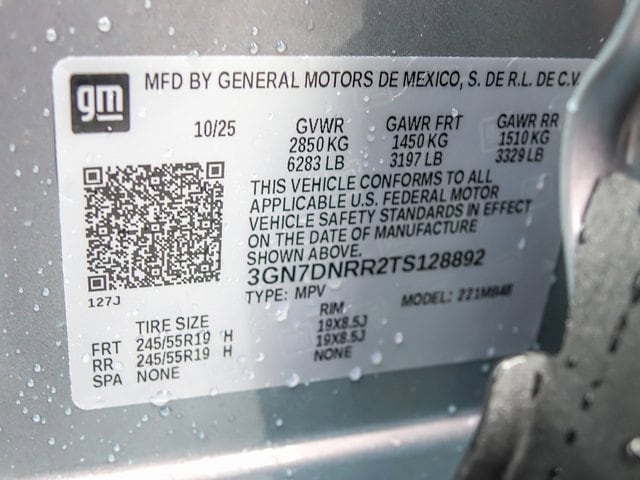 gm
MFD BY GENERAL MOTORS DE MEXICO, S. DE R.L. DE C.V
10/25
GVWR GAWR FRT GAWR RR
2850 KG 1450 KG 1510 KG
6283 LB 3197 LB 3329 LB
THIS VEHICLE CONFORMS TO ALL
APPLICABLE U.S. FEDERAL MOTOR
VEHICLE SAFETY STANDARDS IN EFFECT
ON THE DATE OF MANUFACTURE
SHOWN ABOVE.
3GN7DNRR2TS128892
127J
TYPE: MPV MODEL:
TIRE SIZE RIM
FRT 245/55R19 H 19X8.5J
RR 245/55R19 H 19X8.5J
SPA NONE NONE